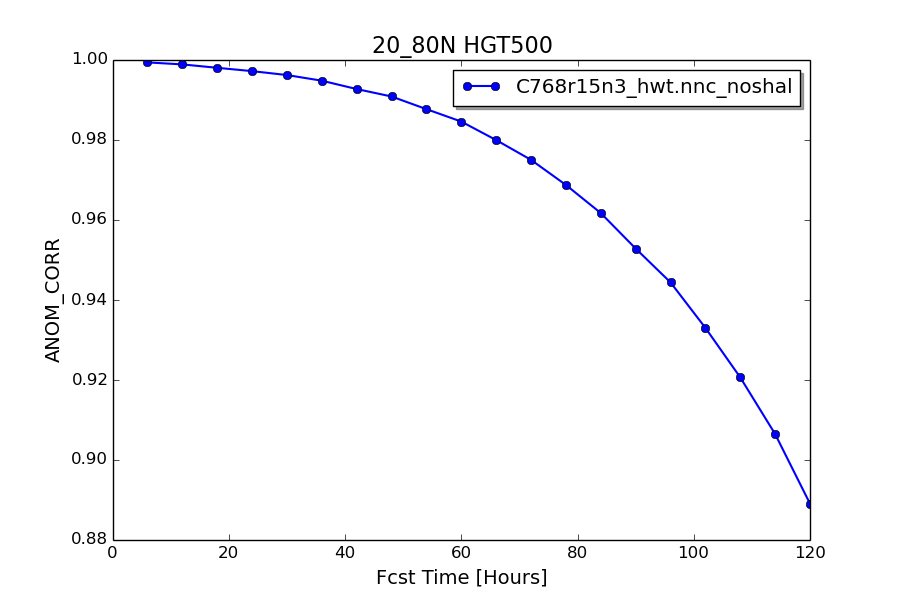 20_80N HGT500
C768r15n3_hwt.nnc_noshal
ANOM_CORR
1.00
0.98
0.96
0.94
0.92
0.90
0.88
0 20 40 60 80 100 120
Fcst Time [Hours]